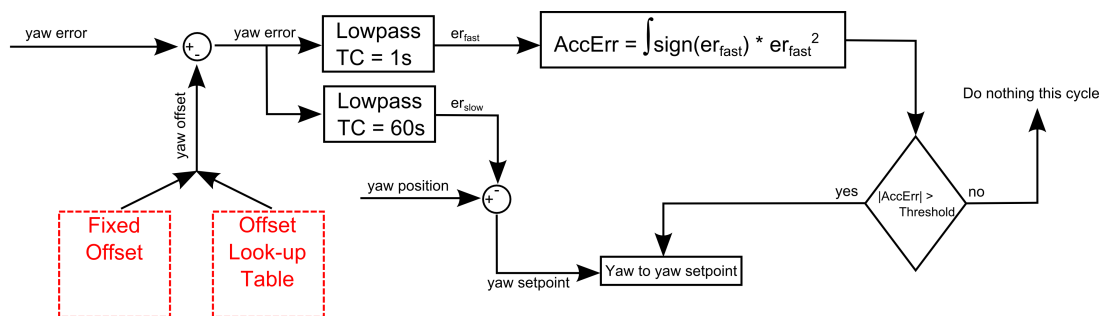 yaw error
+
-
yaw error
Lowpass
TC = 1s
er_fast
AccErr = ∫sign(er_fast) * er_fast²
Lowpass
TC = 60s
er_slow
Do nothing this cycle
yaw offset
yaw position
-
+
yes
|AccErr| >
Threshold
no
Fixed
Offset
Offset
Look-up
Table
yaw setpoint
Yaw to yaw setpoint